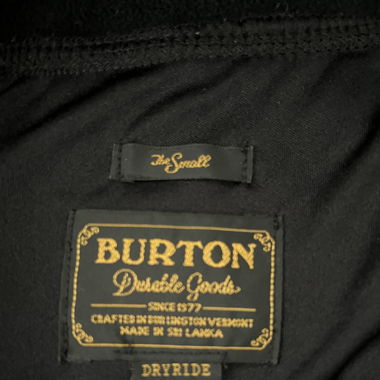 The Small
BURTON
Durable Goods
SINCE 1977
CRAFTED IN BURLINGTON VERMONT
MADE IN SRI LANKA
DRYRIDE